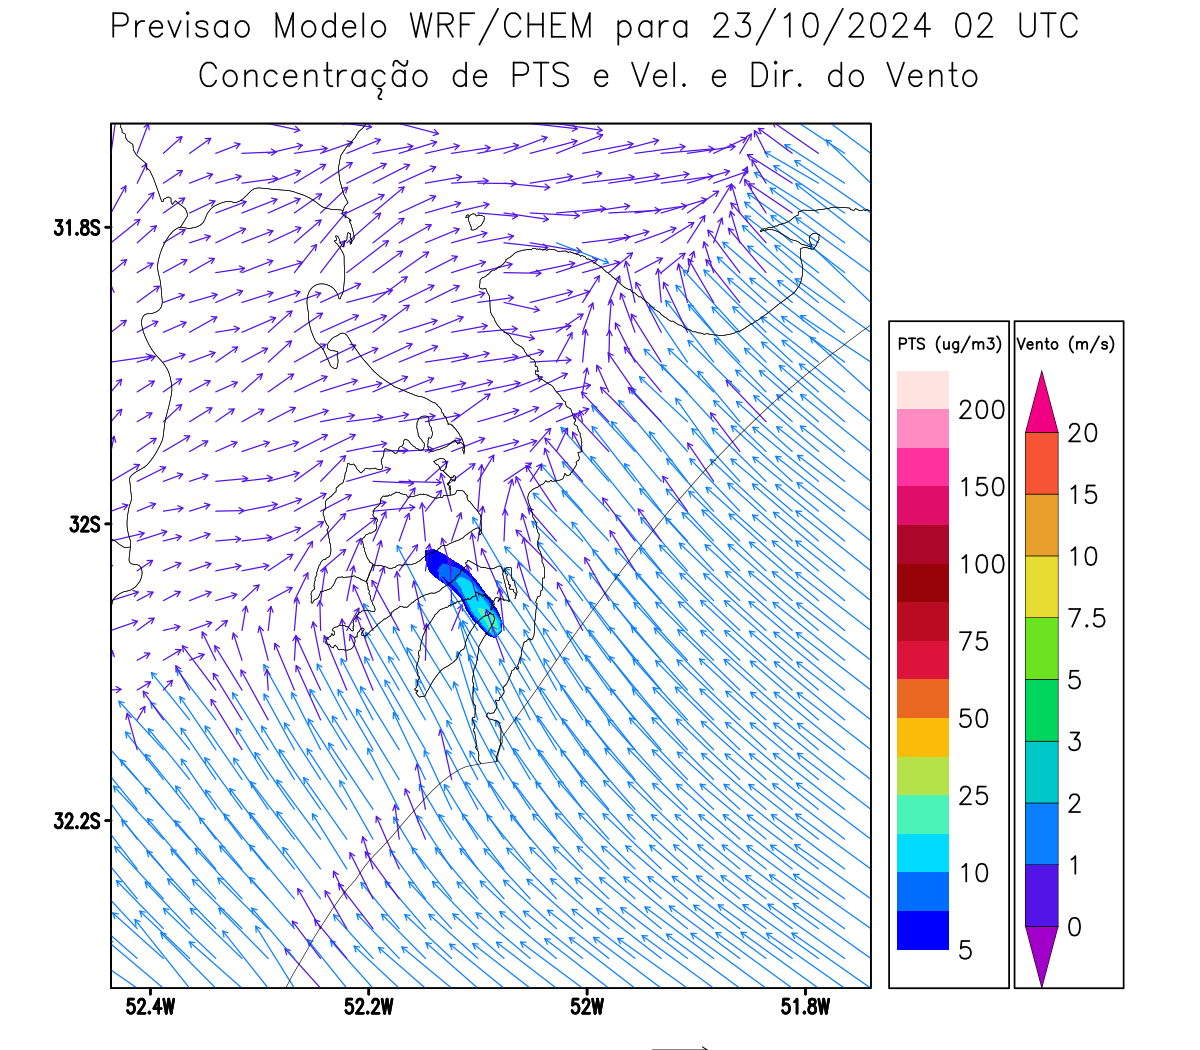 Previsao Modelo WRF/CHEM para 23/10/2024 02 UTC
Concentração de PTS e Vel. e Dir. do Vento
31.8S
32S
32.2S
52.4W 52.2W 52W 51.8W
PTS (ug/m3)
200
150
100
75
50
25
10
5
Vento (m/s)
20
15
10
7.5
5
3
2
1
0